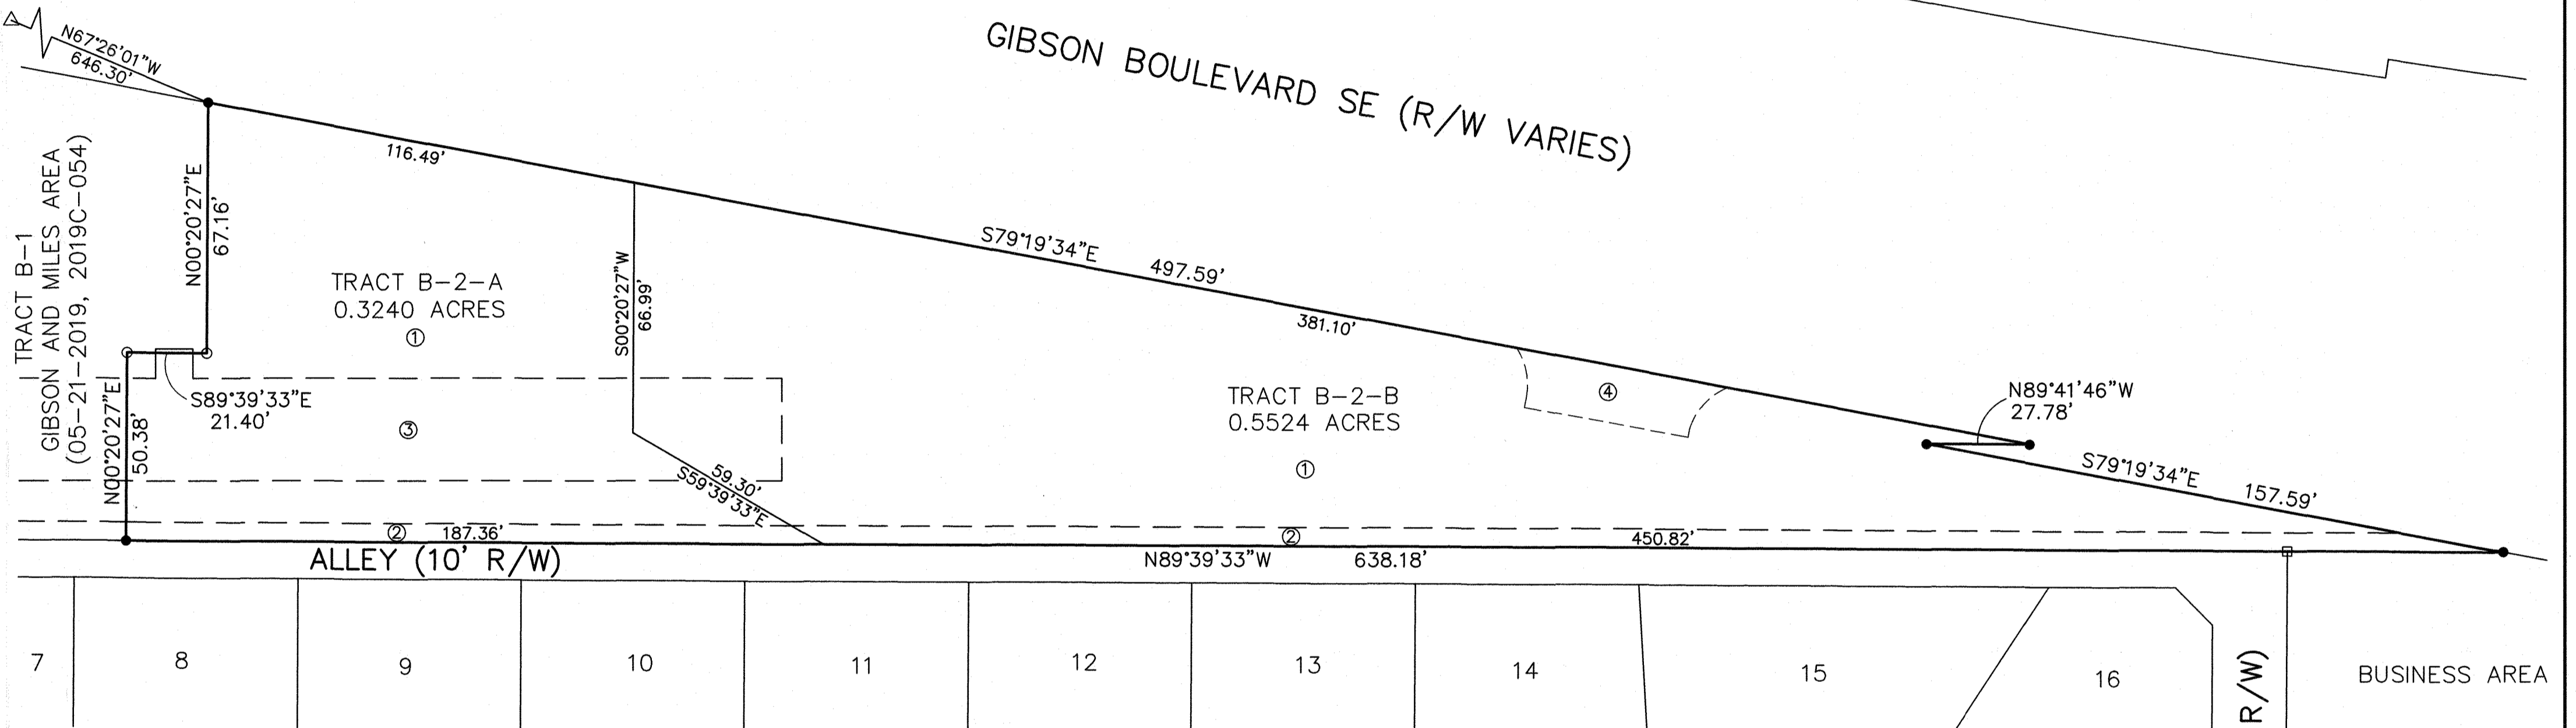 N67°26'01"W
646.30'
GIBSON BOULEVARD SE (R/W VARIES)
TRACT B-1
GIBSON AND MILES AREA
(05-21-2019, 2019C-054)
N00°20'27"E
67.16'
116.49'
TRACT B-2-A
0.3240 ACRES
1
S00°20'27"W
66.99'
S79°19'34"E
497.59'
381.10'
TRACT B-2-B
0.5524 ACRES
1
4
N89°41'46"W
27.78'
S79°19'34"E
157.59'
N00°20'27"E
50.38'
S89°39'33"E
21.40'
3
59.30'
S59°39'33"E
2
187.36'
2
450.82'
ALLEY (10' R/W)
N89°39'33"W
638.18'
7
8
9
10
11
12
13
14
15
16
R/W)
BUSINESS AREA